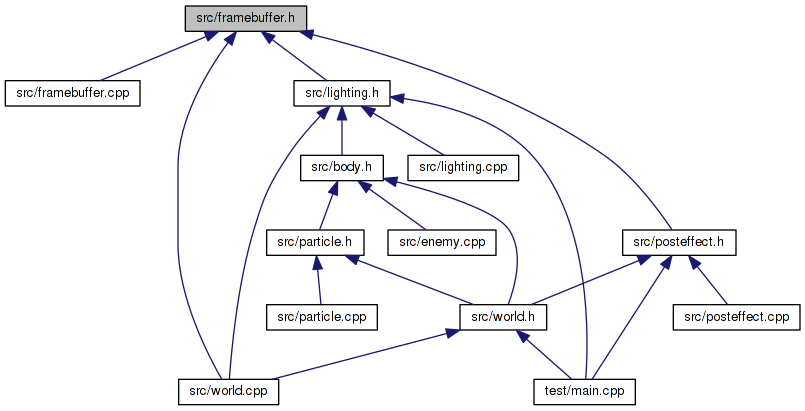 src/framebuffer.h
src/framebuffer.cpp
src/lighting.h
src/body.h
src/lighting.cpp
src/particle.h
src/enemy.cpp
src/posteffect.h
src/particle.cpp
src/world.h
src/posteffect.cpp
src/world.cpp
test/main.cpp